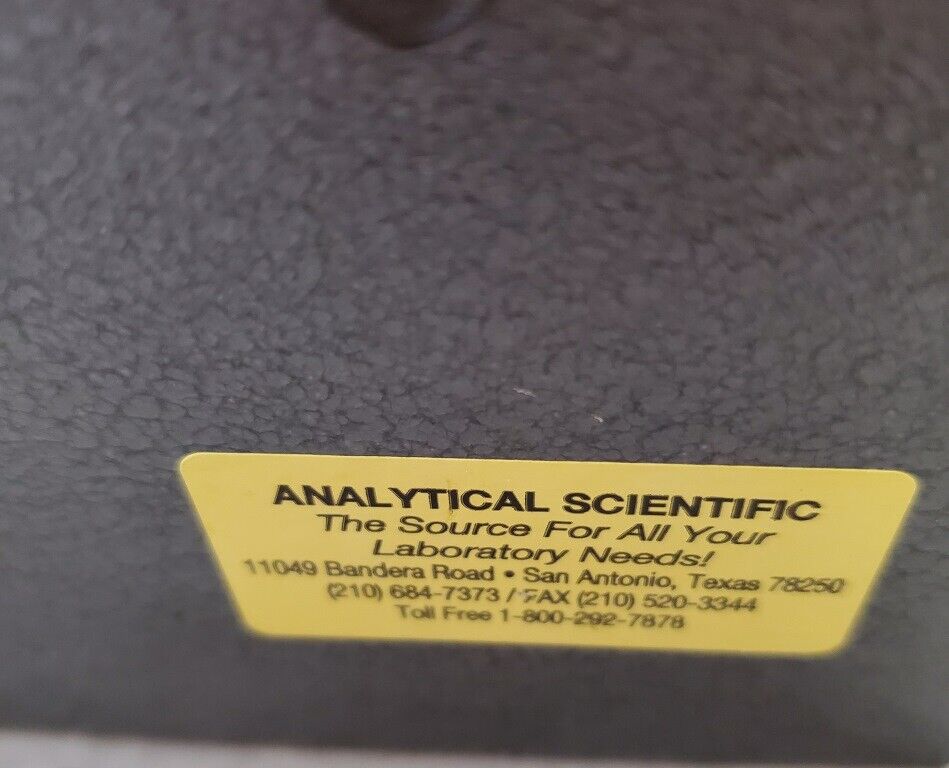 ANALYTICAL SCIENTIFIC
The Source For All Your
Laboratory Needs!
11049 Bandera Road • San Antonio, Texas 78250
(210) 684-7373 / FAX (210) 520-3344
Toll Free 1-800-292-7878